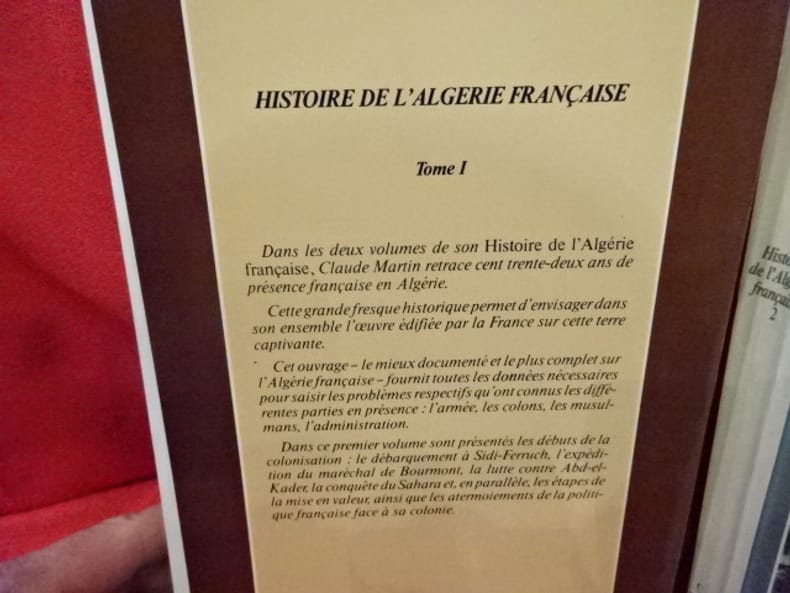 HISTOIRE DE L'ALGERIE FRANÇAISE
Tome I
Dans les deux volumes de son Histoire de l'Algérie
française, Claude Martin retrace cent trente-deux ans de
présence française en Algérie.
Cette grande fresque historique permet d'envisager dans
son ensemble l'œuvre édifiée par la France sur cette terre
captivante.
Cet ouvrage – le mieux documenté et le plus complet sur
l'Algérie française – fournit toutes les données nécessaires
pour saisir les problèmes respectifs qu'ont connus les diffé-
rentes parties en présence : l'armée, les colons, les musul-
mans, l'administration.
Dans ce premier volume sont présentés les débuts de la
colonisation : le débarquement à Sidi-Ferruch, l'expédi-
tion du maréchal de Bourmont, la lutte contre Abd-el-
Kader, la conquête du Sahara et, en parallèle, les étapes de
la mise en valeur, ainsi que les atermoiements de la politi-
que française face à sa colonie.
Histo
de l'Alg
françai
2